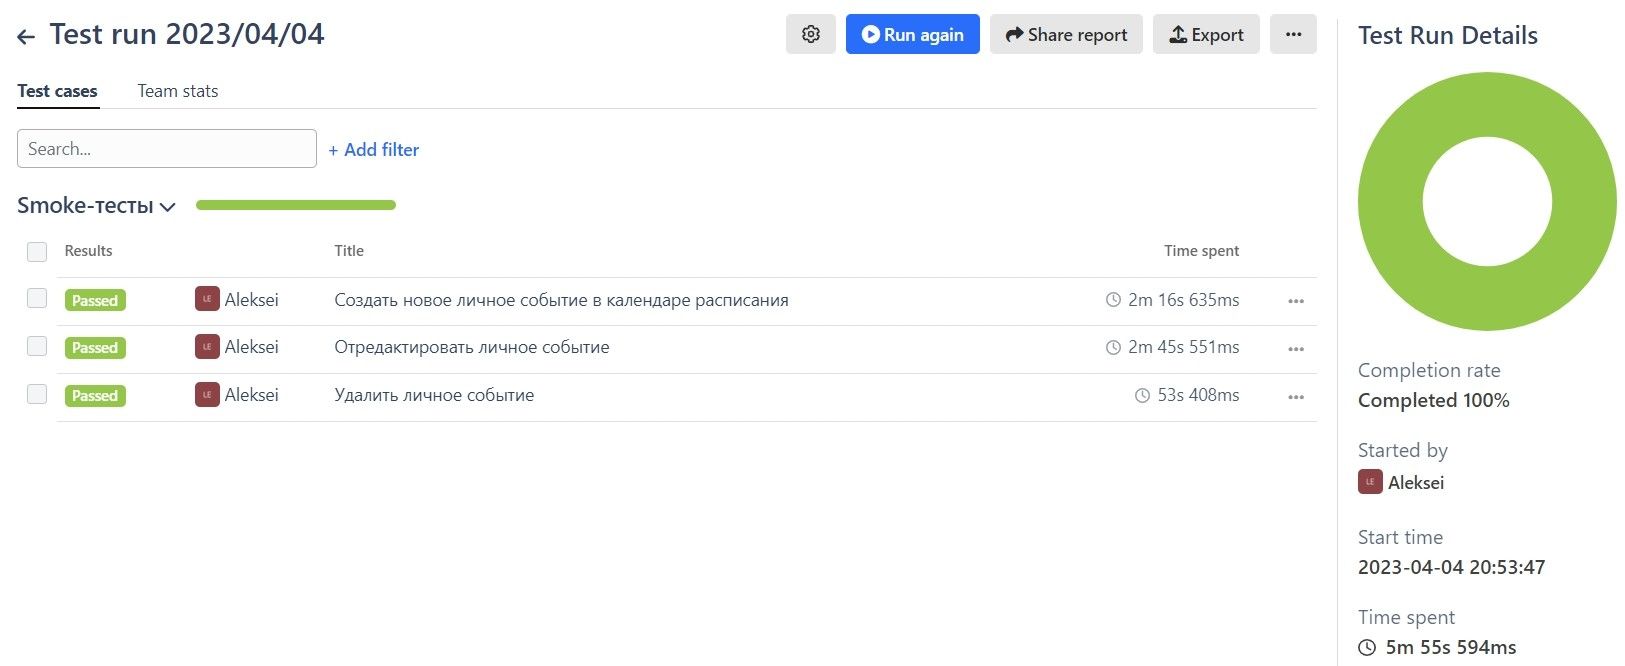 Test run 2023/04/04
Run again
Share report
Export
Test cases
Team stats
Search...
+ Add filter
Smoke-тесты
Results Title Time spent
Passed LE Aleksei Создать новое личное событие в календаре расписания 2m 16s 635ms
Passed LE Aleksei Отредактировать личное событие 2m 45s 551ms
Passed LE Aleksei Удалить личное событие 53s 408ms
Test Run Details
Completion rate
Completed 100%
Started by
LE Aleksei
Start time
2023-04-04 20:53:47
Time spent
5m 55s 594ms